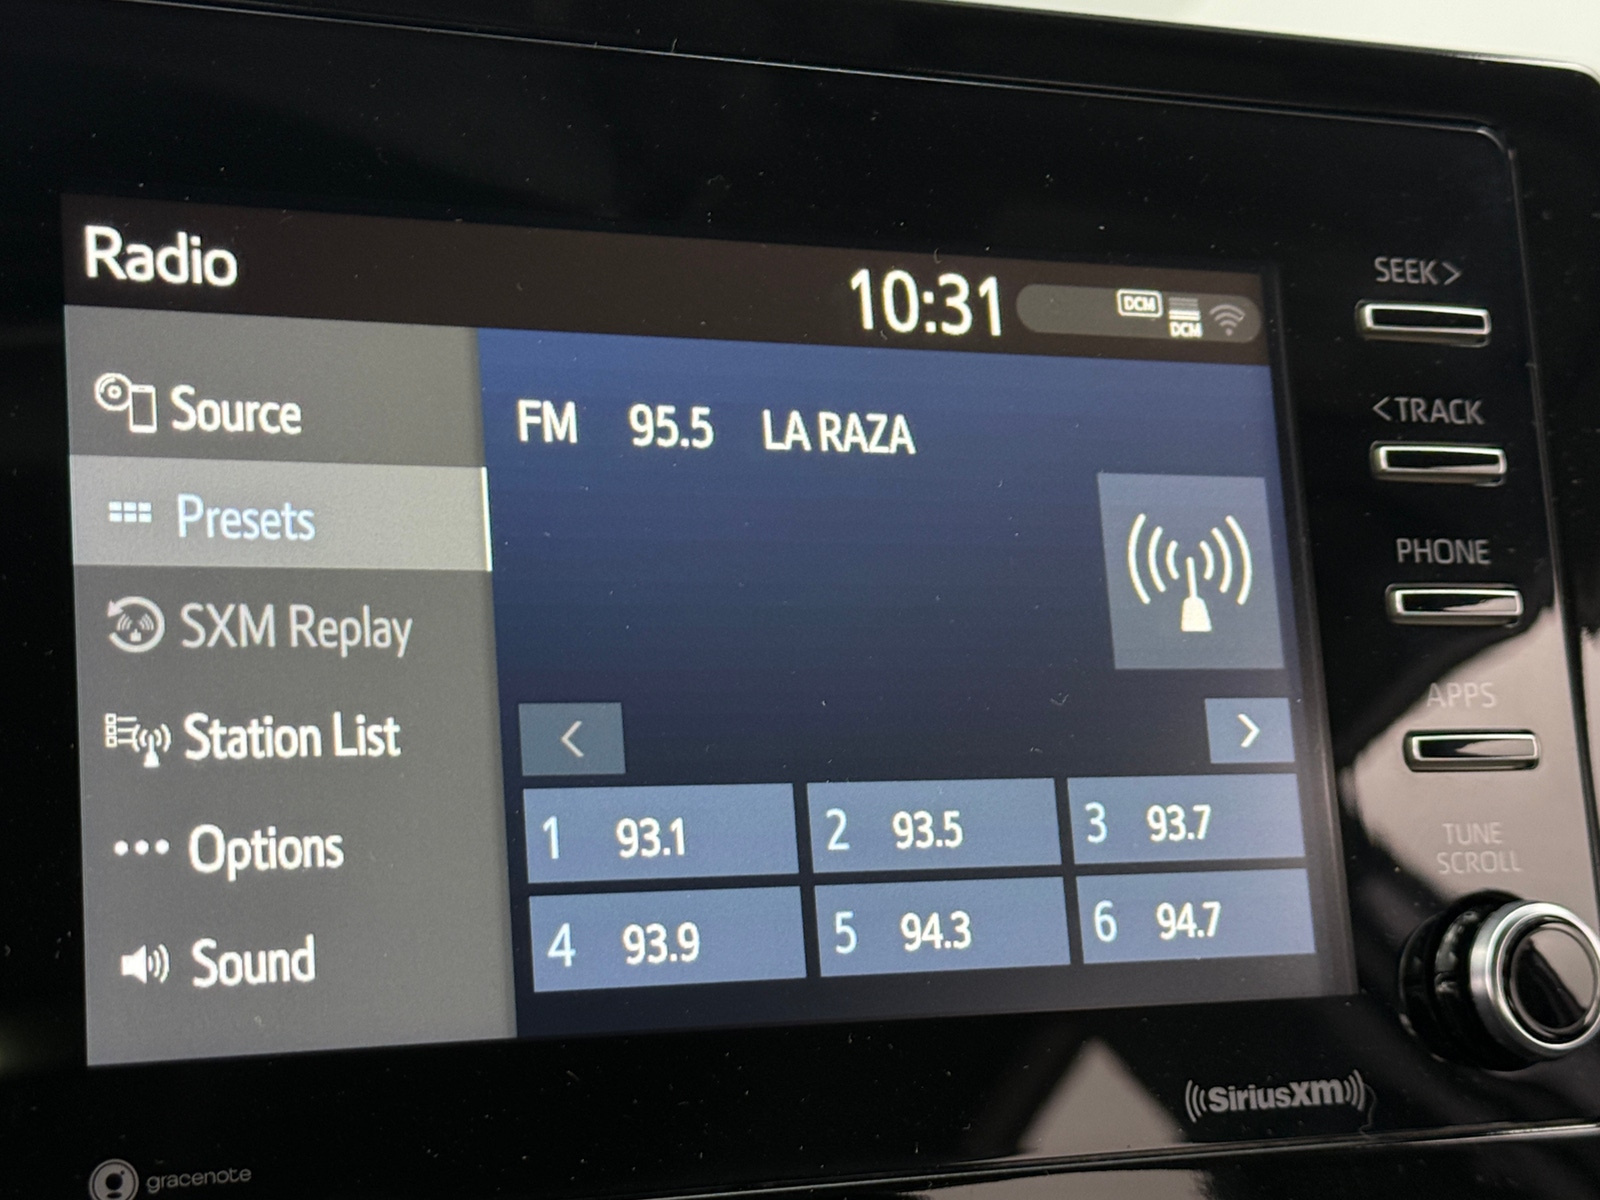 Radio
10:31
DCM
DCM
SEEK>
<TRACK
PHONE
APPS
TUNE
SCROLL
Source
Presets
SXM Replay
Station List
Options
Sound
FM 95.5 LA RAZA
< >
1 93.1 2 93.5 3 93.7
4 93.9 5 94.3 6 94.7
((SiriusXM))
gracenote